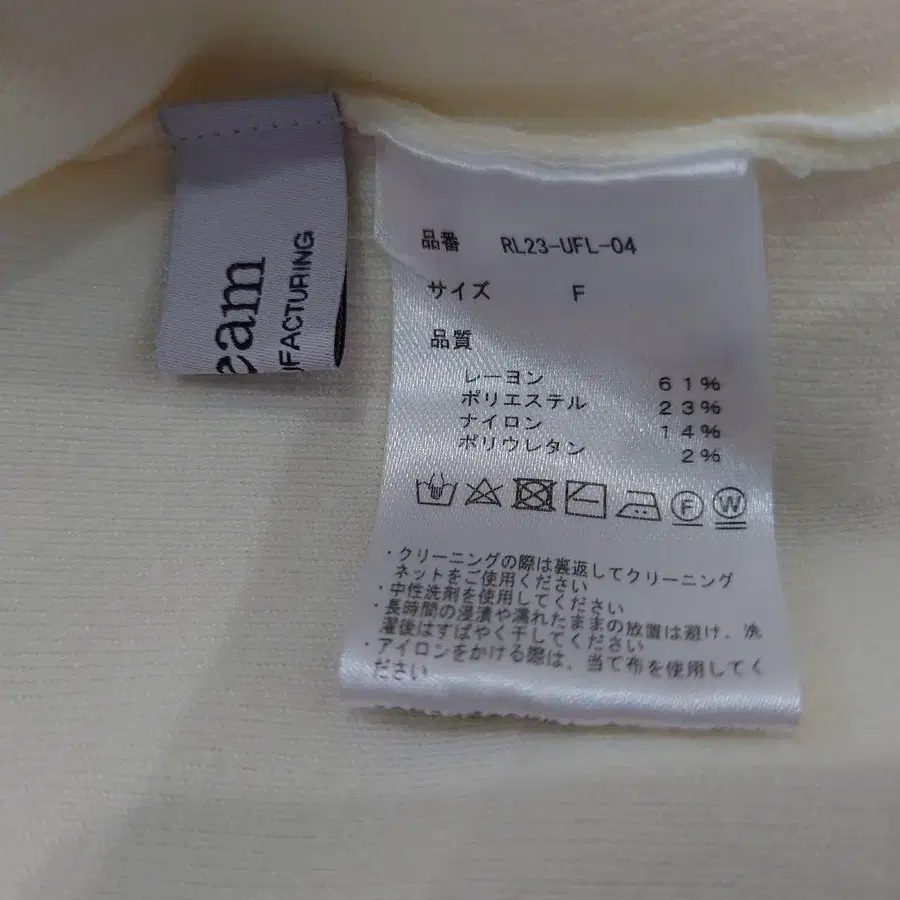 eam
UFACTURING
品番 RL23-UFL-04
サイズ F
品質
レーヨン 61%
ポリエステル 23%
ナイロン 14%
ポリウレタン 2%
F W
・クリーニングの際は裏返してクリーニング
ネットをご使用ください
・中性洗剤を使用してください
・長時間の浸漬や濡れたままの放置は避け、洗
濯後はすばやく干してください
・アイロンをかける際は、当て布を使用してく
ださい